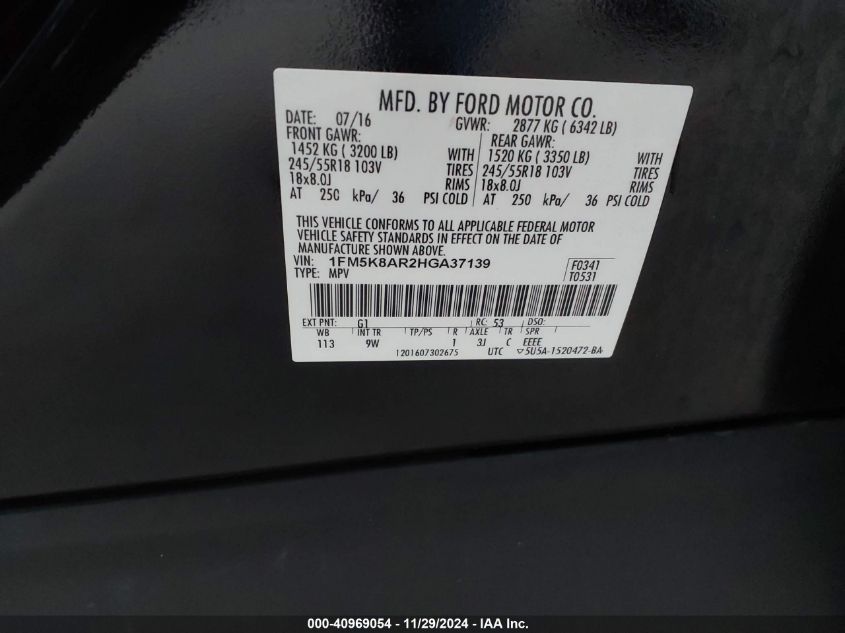 MFD. BY FORD MOTOR CO.
DATE: 07/16 GVWR: 2877 KG ( 6342 LB)
FRONT GAWR: REAR GAWR:
1452 KG ( 3200 LB) WITH 1520 KG ( 3350 LB) WITH
245/55R18 103V TIRES 245/55R18 103V TIRES
18x8.0J RIMS 18x8.0J RIMS
AT 250 kPa/ 36 PSI COLD AT 250 kPa/ 36 PSI COLD
THIS VEHICLE CONFORMS TO ALL APPLICABLE FEDERAL MOTOR
VEHICLE SAFETY STANDARDS IN EFFECT ON THE DATE OF
MANUFACTURE SHOWN ABOVE.
VIN: 1FM5K8AR2HGA37139 F0341
TYPE: MPV T0531
EXT PNT: G1 RC: 53 DSO:
WB INT TR TP/PS R AXLE TR SPR
113 9W 1 3J C EEEE
1201607302675 UTC ▽5U5A-1520472-BA
000-40969054 - 11/29/2024 - IAA Inc.